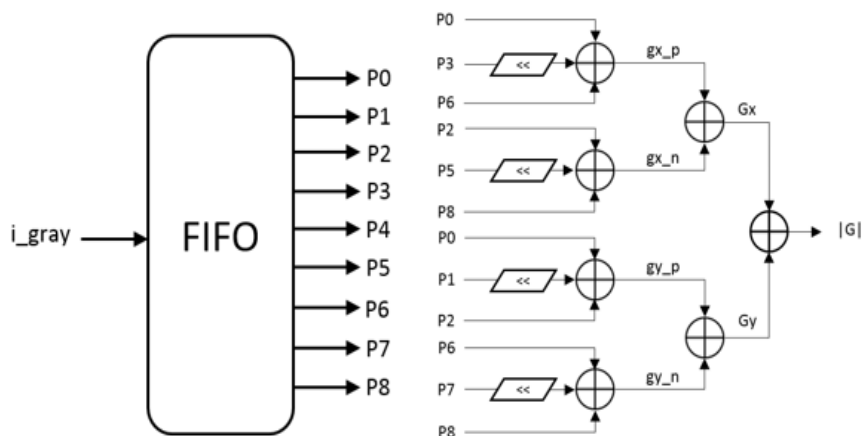 i_gray
FIFO
P0
P1
P2
P3
P4
P5
P6
P7
P8
P0
P3
<<
gx_p
P6
Gx
P2
P5
<<
gx_n
P8
|G|
P0
P1
<<
gy_p
P2
Gy
P6
P7
<<
gy_n
P8